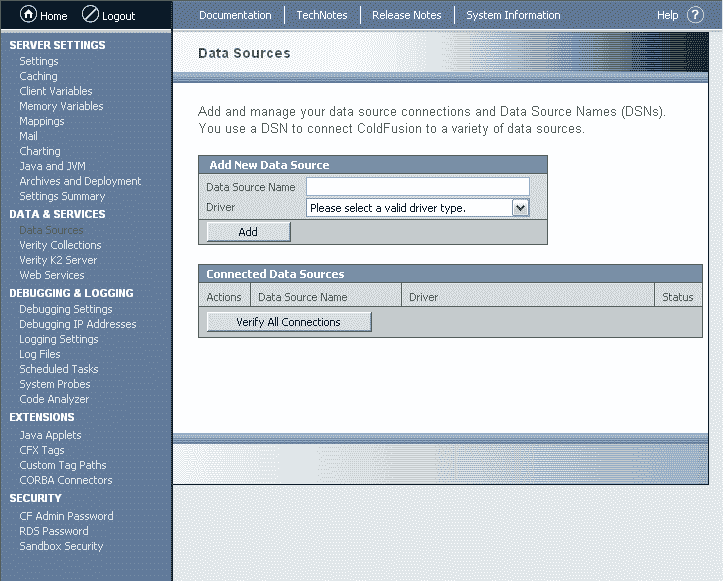 Home Logout Documentation TechNotes Release Notes System Information Help ?
SERVER SETTINGS
Settings
Caching
Client Variables
Memory Variables
Mappings
Mail
Charting
Java and JVM
Archives and Deployment
Settings Summary
DATA & SERVICES
Data Sources
Verity Collections
Verity K2 Server
Web Services
DEBUGGING & LOGGING
Debugging Settings
Debugging IP Addresses
Logging Settings
Log Files
Scheduled Tasks
System Probes
Code Analyzer
EXTENSIONS
Java Applets
CFX Tags
Custom Tag Paths
CORBA Connectors
SECURITY
CF Admin Password
RDS Password
Sandbox Security
Data Sources
Add and manage your data source connections and Data Source Names (DSNs).
You use a DSN to connect ColdFusion to a variety of data sources.
Add New Data Source
Data Source Name
Driver Please select a valid driver type.
Add
Connected Data Sources
Actions Data Source Name Driver Status
Verify All Connections